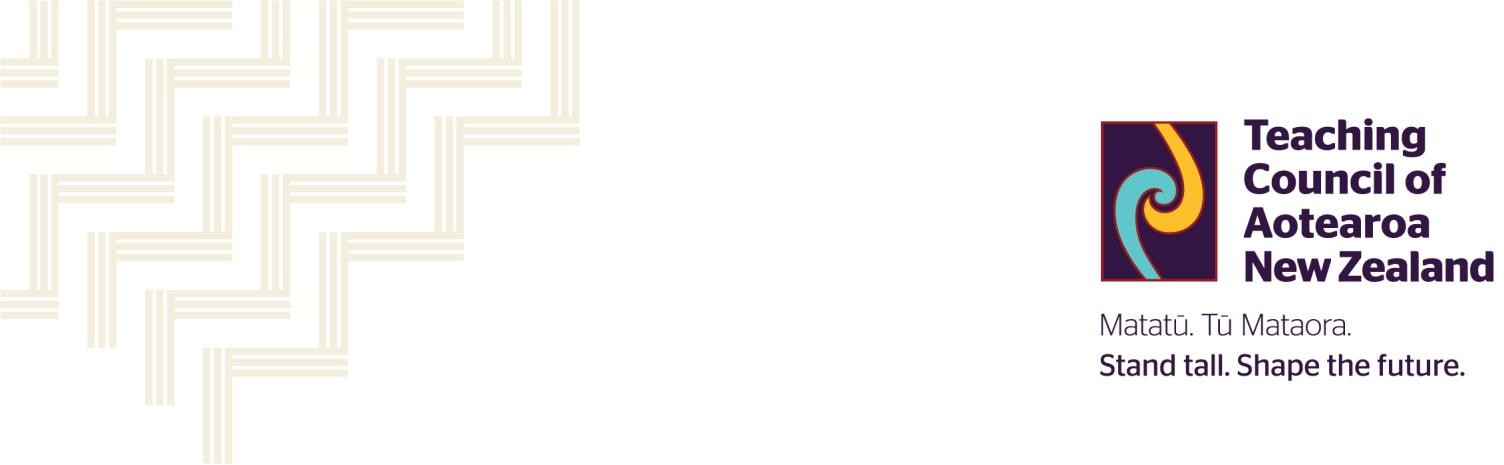 Teaching
Council of
Aotearoa
New Zealand
Matatū. Tū Mataora.
Stand tall. Shape the future.